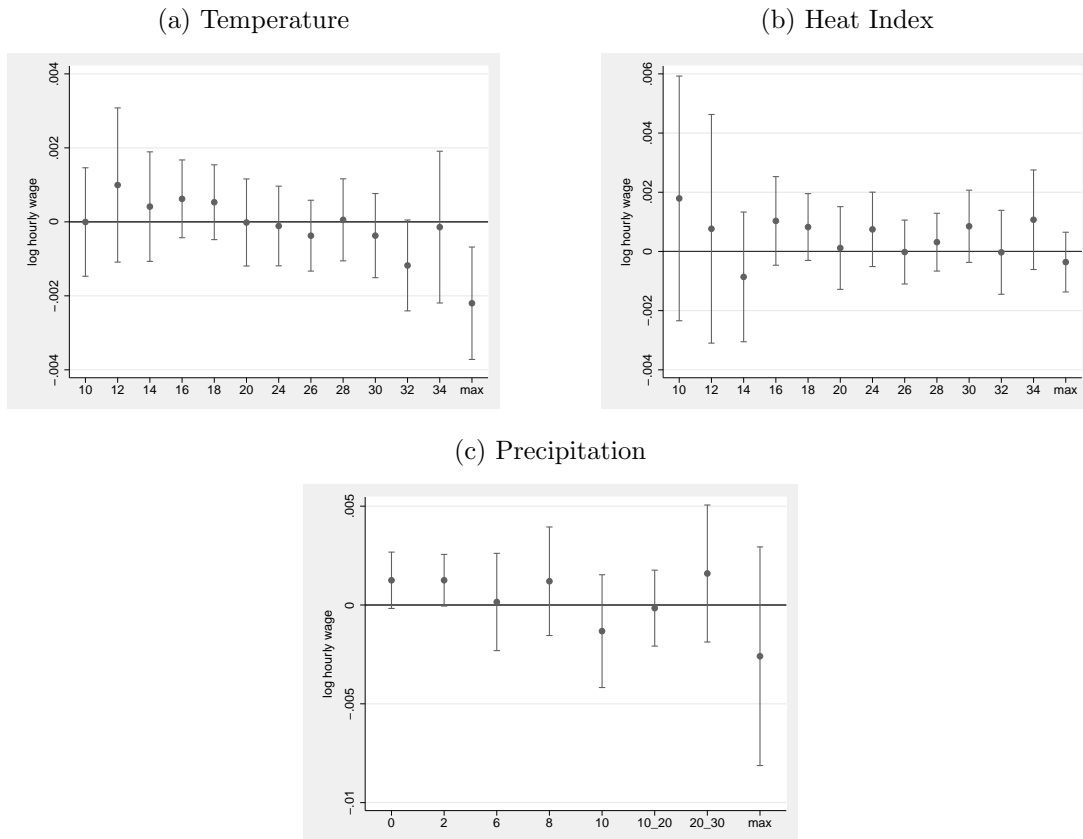 (a) Temperature
log hourly wage
.004
.002
0
−.002
−.004
10 12 14 16 18 20 24 26 28 30 32 34 max
(b) Heat Index
log hourly wage
.006
.004
.002
0
−.002
−.004
10 12 14 16 18 20 24 26 28 30 32 34 max
(c) Precipitation
log hourly wage
.005
0
−.005
−.01
0 2 6 8 10 10_20 20_30 max